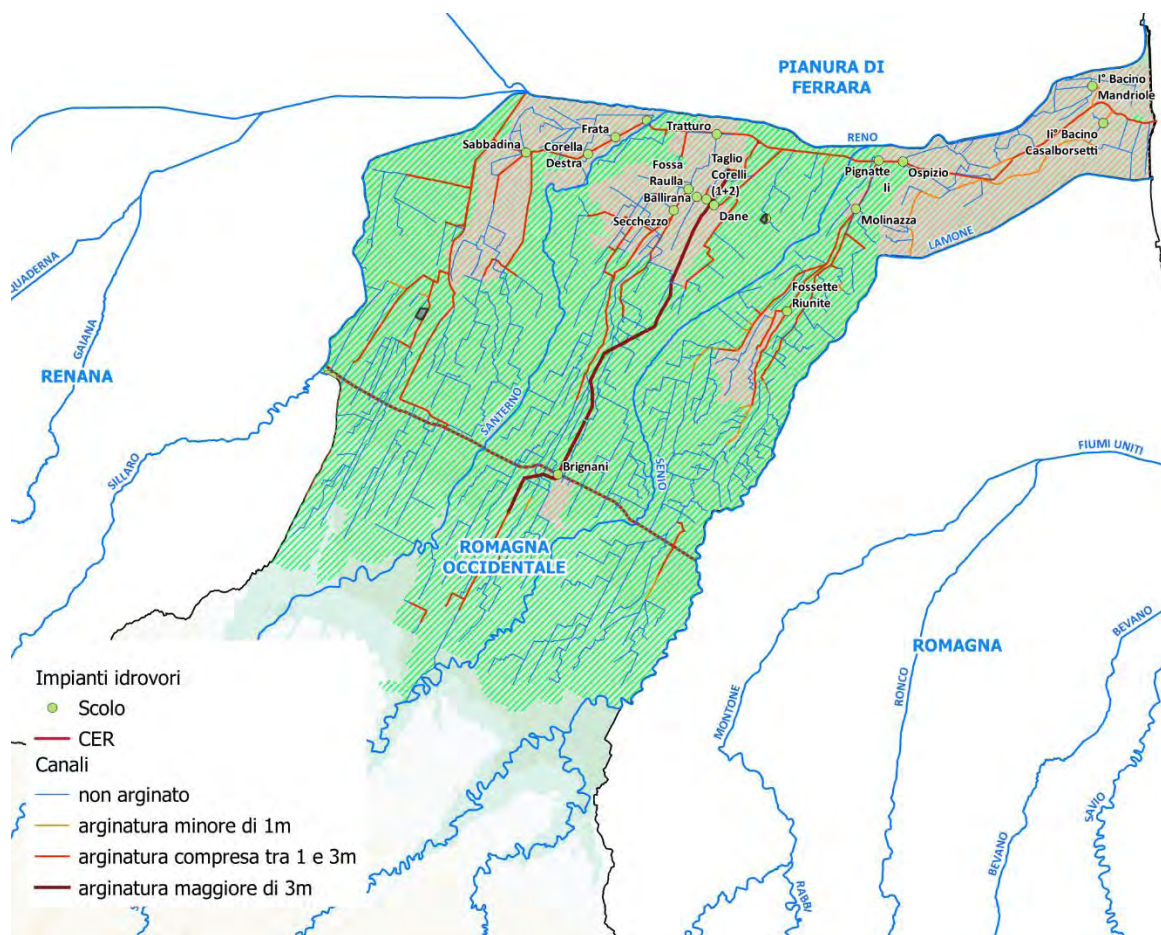 PIANURA DI
FERRARA
I° Bacino
Mandriole
Frata
Tratturo
RENO
Ii° Bacino
Casalborsetti
Sabbadina
Corella
Destra
Fossa
Raulla
Taglio
Corelli
(1+2)
Pignatte
Ii
Ospizio
Ballirana
Secchezzo
Dane
Molinazza
LAMONE
QUADERNA
GAIANA
Fossette
Riunite
RENANA
SANTERNO
SILLARO
SENIO
Brignani
FIUMI UNITI
ROMAGNA
OCCIDENTALE
ROMAGNA
BEVANO
RONCO
MONTONE
SAVIO
BEVANO
RABBI
Impianti idrovori
Scolo
CER
Canali
non arginato
arginatura minore di 1m
arginatura compresa tra 1 e 3m
arginatura maggiore di 3m